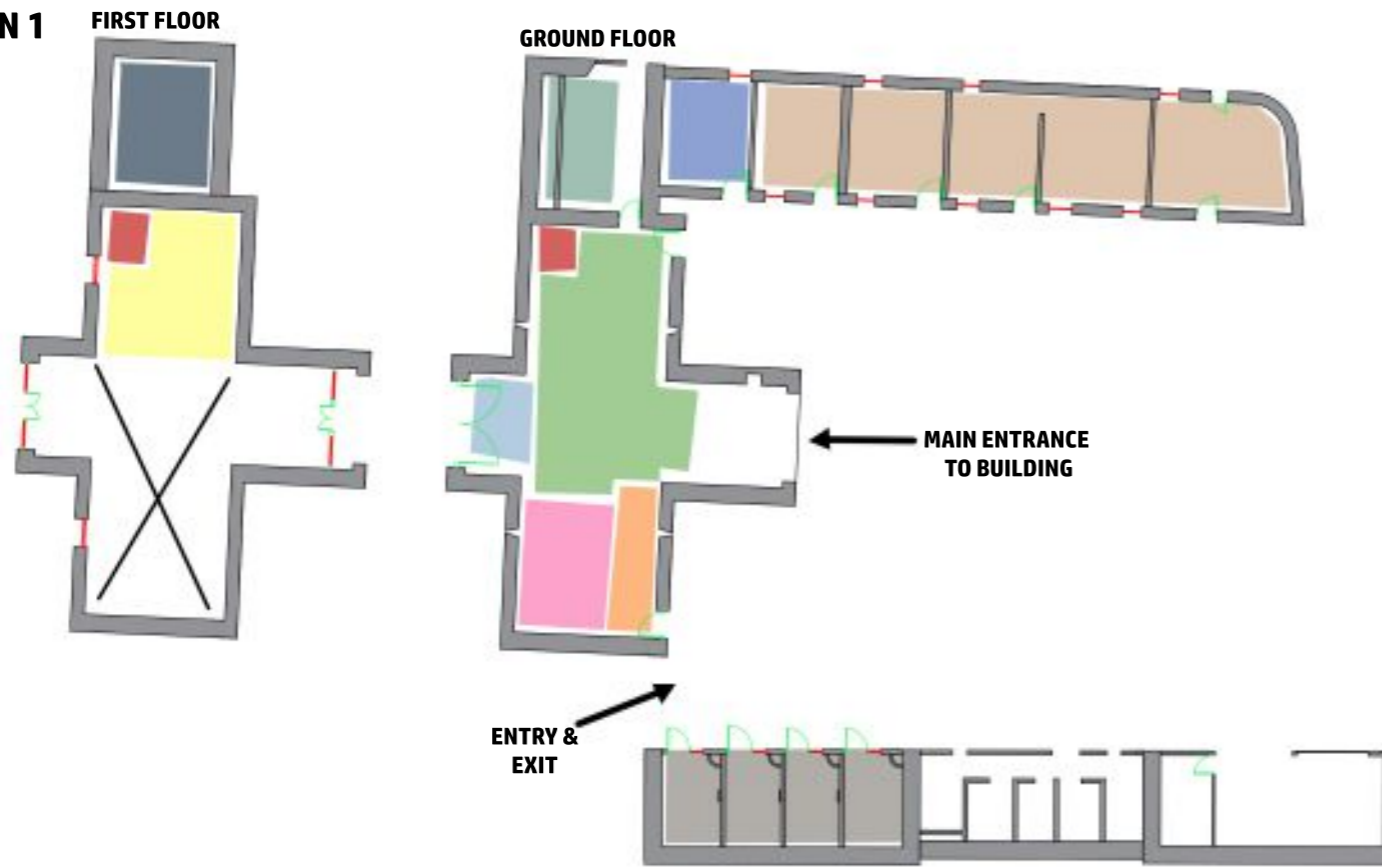 N 1
FIRST FLOOR
GROUND FLOOR
MAIN ENTRANCE
TO BUILDING
ENTRY &
EXIT